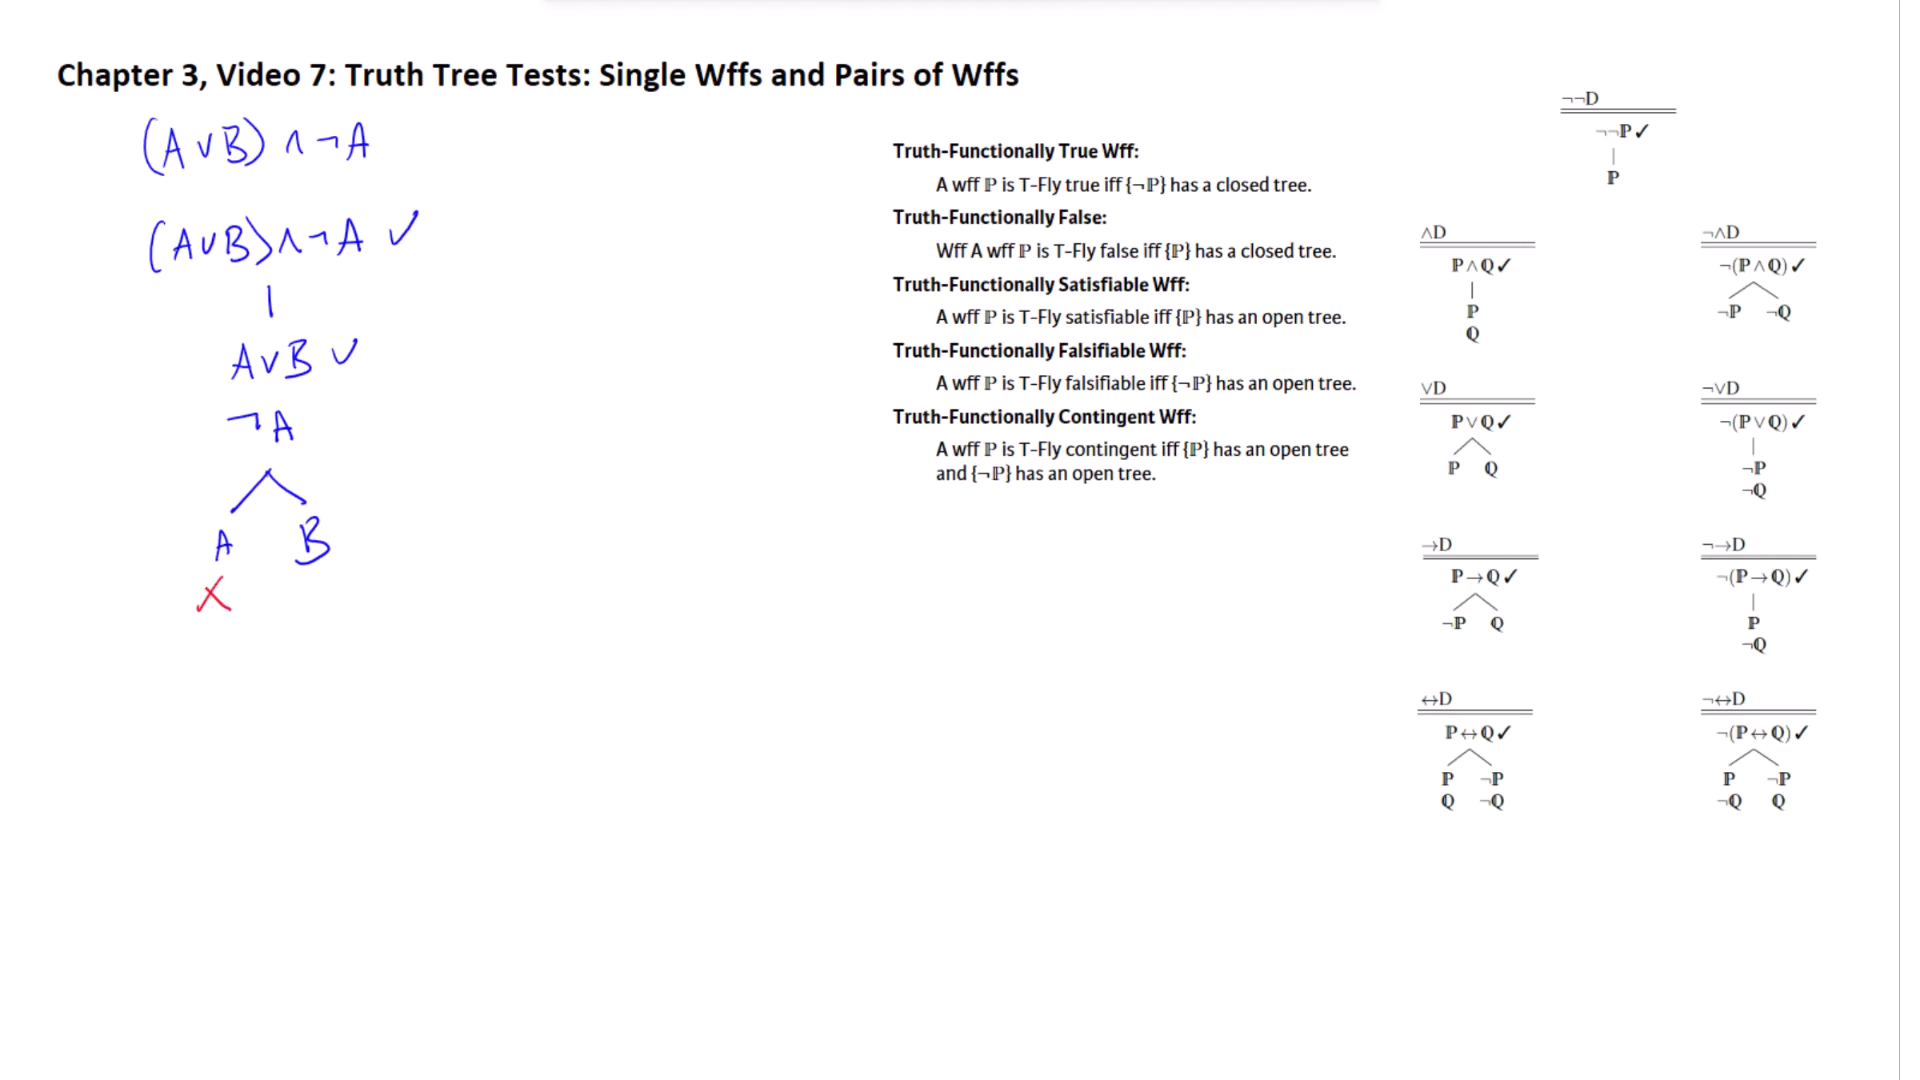 Chapter 3, Video 7: Truth Tree Tests: Single Wffs and Pairs of Wffs
(A∨B) ∧ ¬A
(A∨B)∧¬A ✓
|
A∨B ✓
¬A
A B
✗
Truth-Functionally True Wff:
A wff ℙ is T-Fly true iff {¬ℙ} has a closed tree.
Truth-Functionally False:
Wff A wff ℙ is T-Fly false iff {ℙ} has a closed tree.
Truth-Functionally Satisfiable Wff:
A wff ℙ is T-Fly satisfiable iff {ℙ} has an open tree.
Truth-Functionally Falsifiable Wff:
A wff ℙ is T-Fly falsifiable iff {¬ℙ} has an open tree.
Truth-Functionally Contingent Wff:
A wff ℙ is T-Fly contingent iff {ℙ} has an open tree
and {¬ℙ} has an open tree.
¬¬D
¬¬ℙ✓
|
ℙ
∧D
ℙ∧ℚ✓
|
ℙ
ℚ
¬∧D
¬(ℙ∧ℚ)✓
¬ℙ ¬ℚ
∨D
ℙ∨ℚ✓
ℙ ℚ
¬∨D
¬(ℙ∨ℚ)✓
|
¬ℙ
¬ℚ
→D
ℙ→ℚ✓
¬ℙ ℚ
¬→D
¬(ℙ→ℚ)✓
|
ℙ
¬ℚ
↔D
ℙ↔ℚ✓
ℙ ¬ℙ
ℚ ¬ℚ
¬↔D
¬(ℙ↔ℚ)✓
ℙ ¬ℙ
¬ℚ ℚ